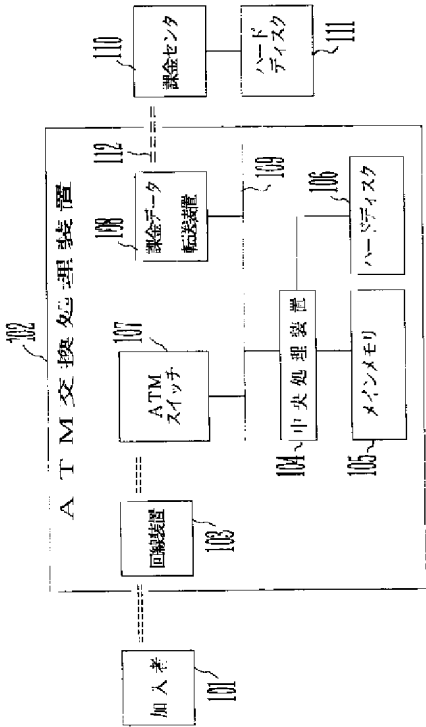 102
ATM交換処理装置
加入者
101
回線装置
103
ATM
スイッチ
107
課金データ
転送装置
108
112
109
中央処理装置
104
メインメモリ
105
ハードディスク
106
課金センタ
110
ハード
ディスク
111